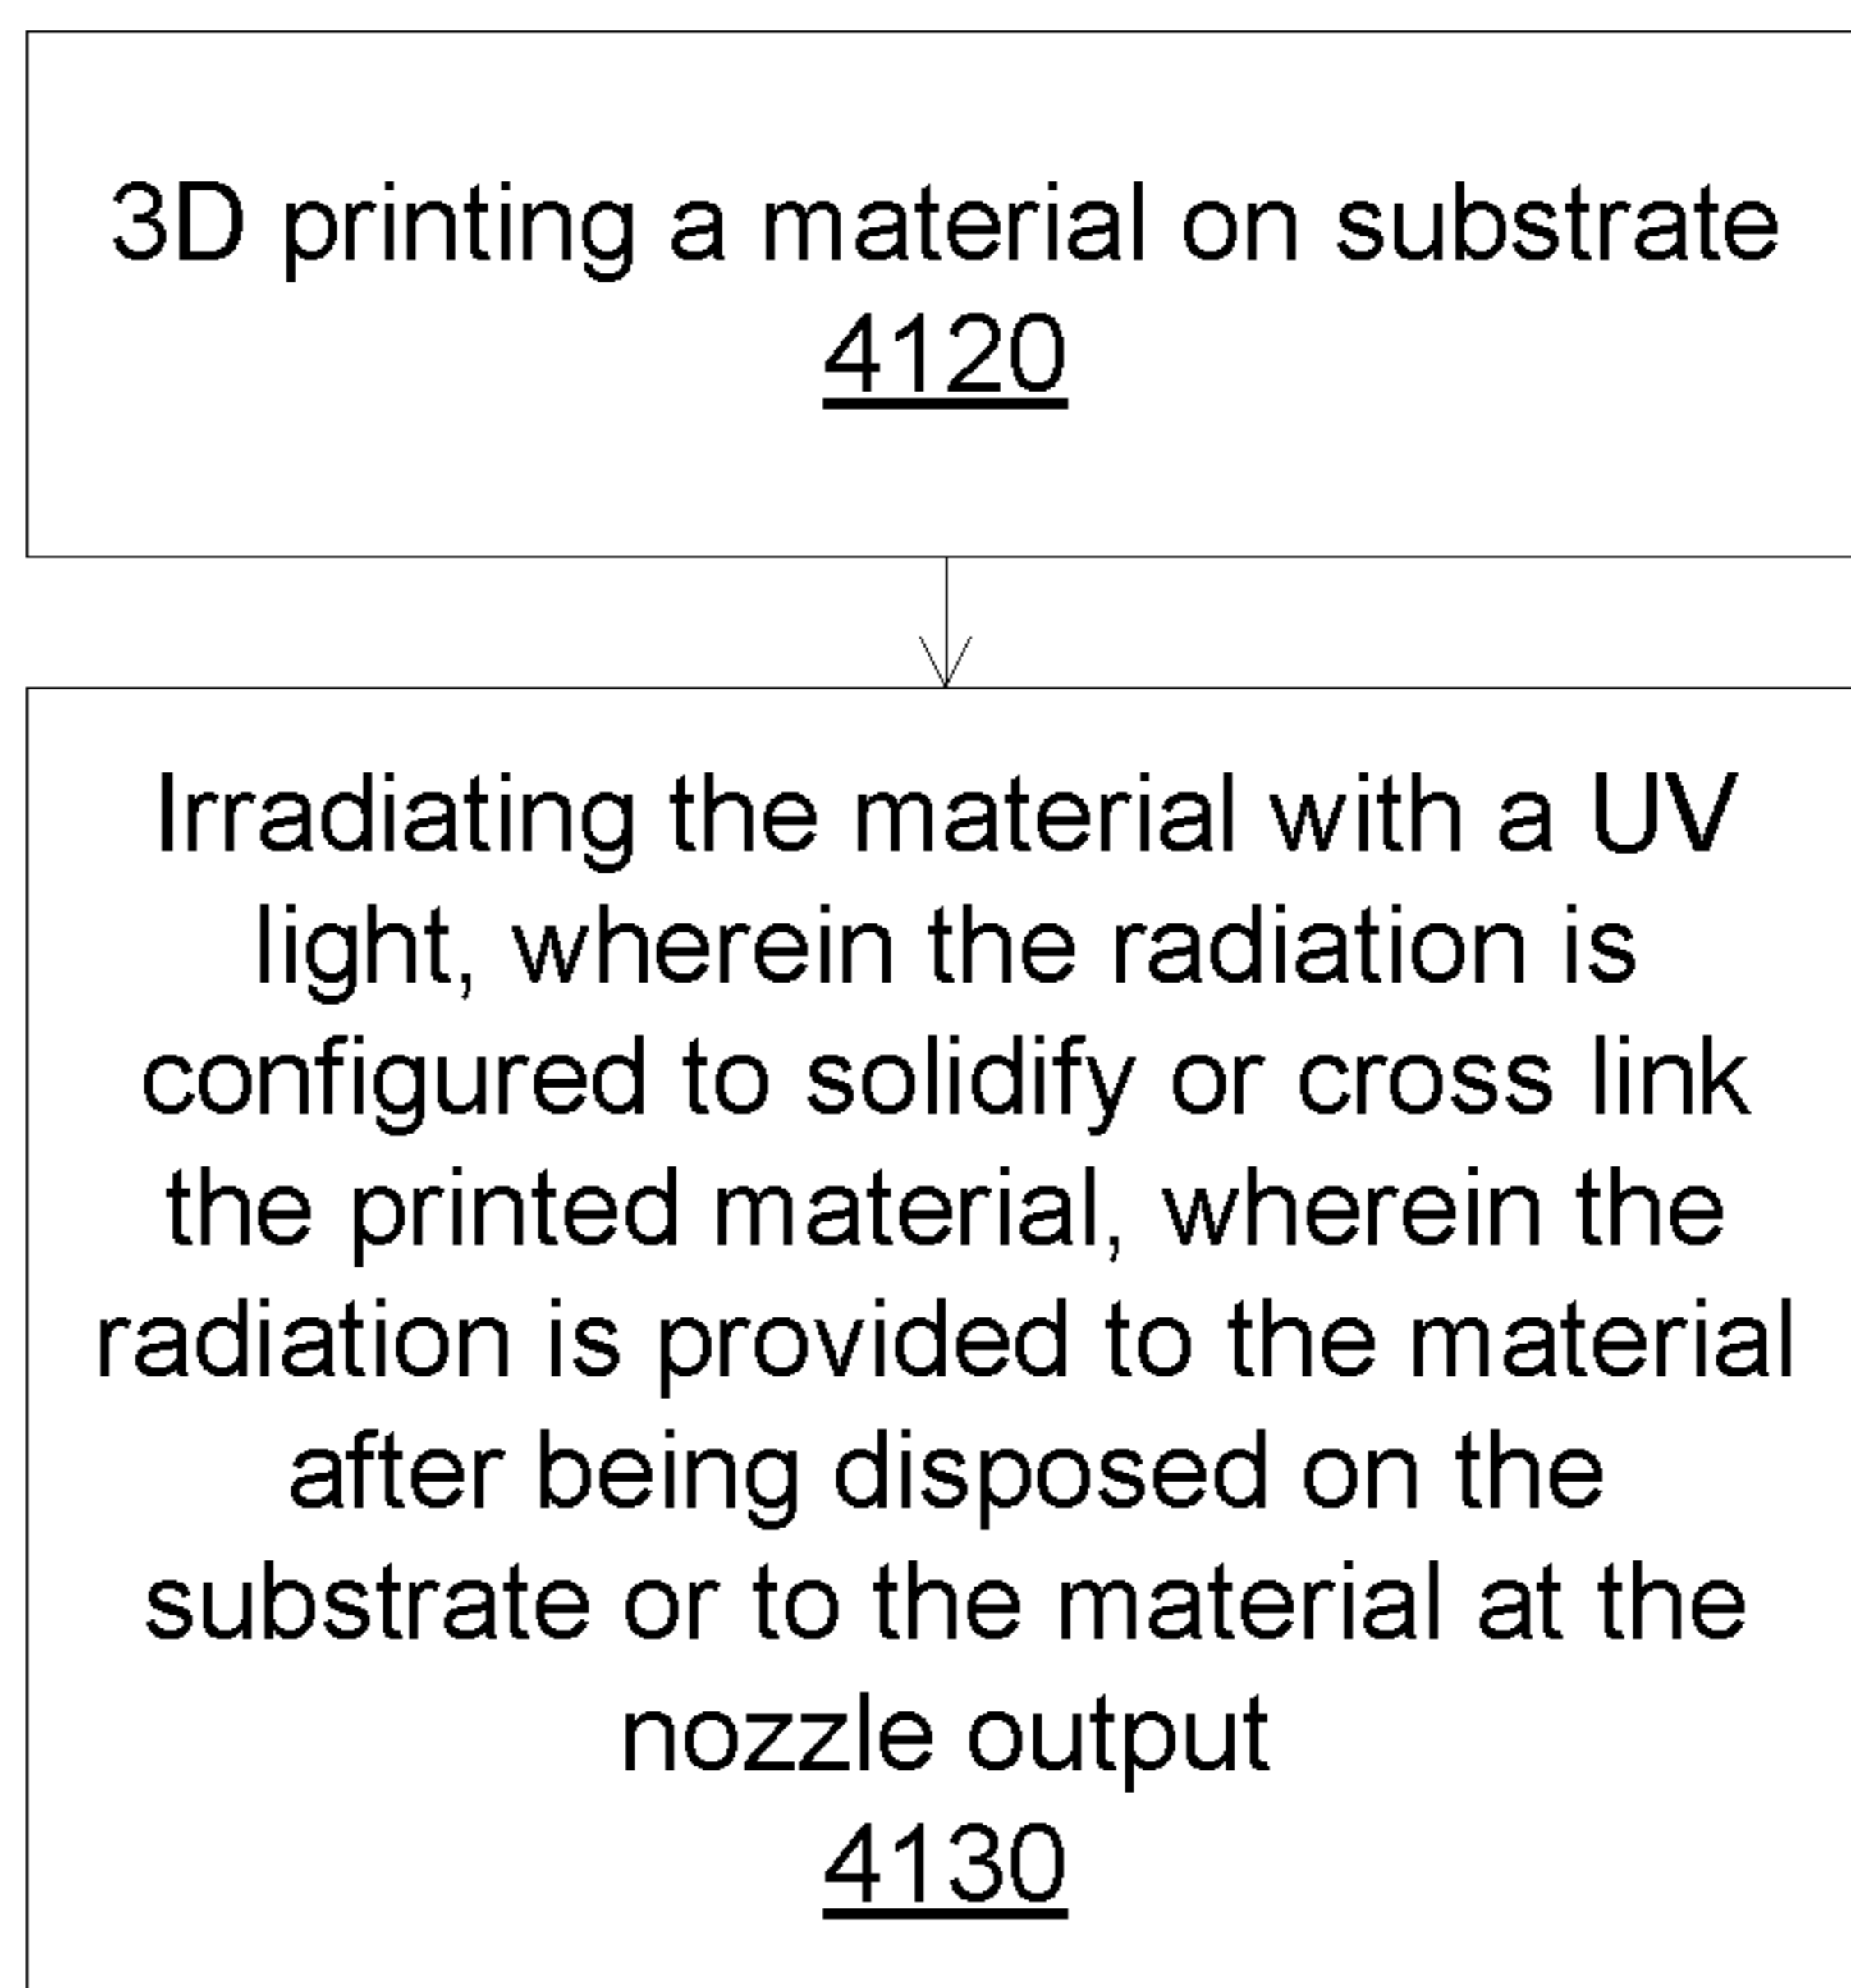 3D printing a material on substrate
4120
Irradiating the material with a UV
light, wherein the radiation is
configured to solidify or cross link
the printed material, wherein the
radiation is provided to the material
after being disposed on the
substrate or to the material at the
nozzle output
4130